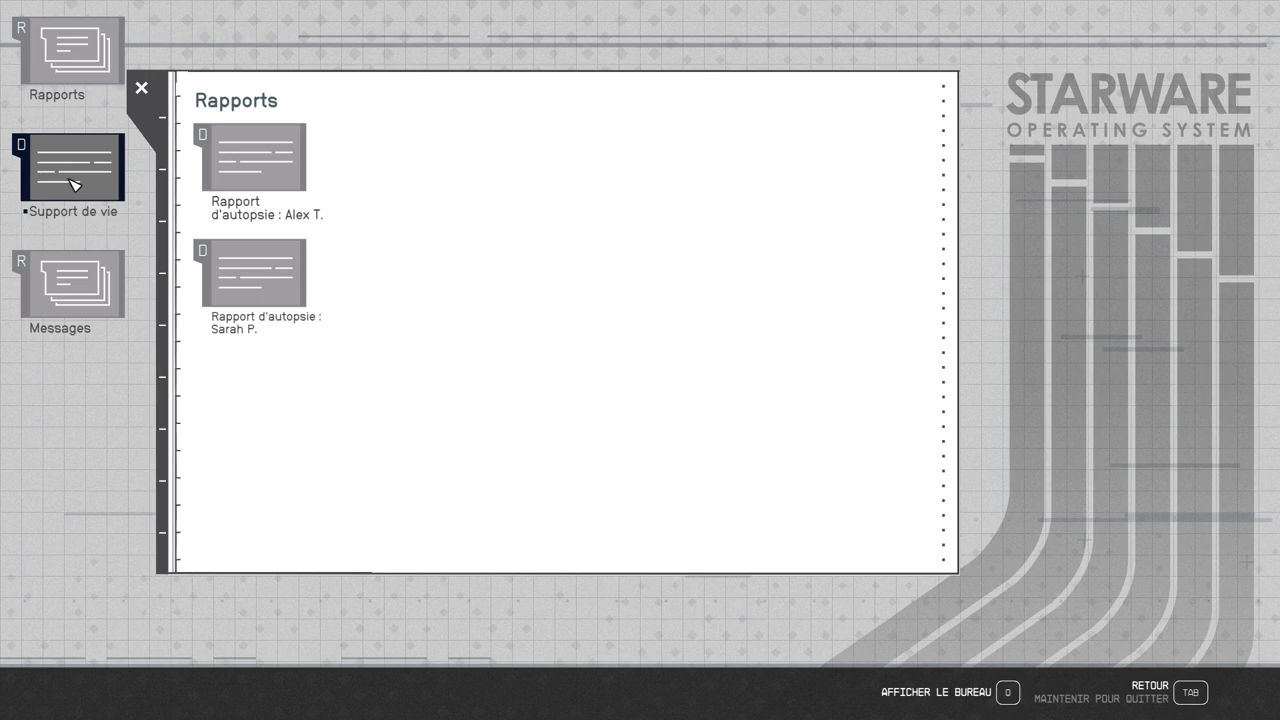 R
Rapports
D
▪Support de vie
R
Messages
×
Rapports
D
Rapport
d'autopsie : Alex T.
D
Rapport d'autopsie :
Sarah P.
STARWARE
OPERATING SYSTEM
AFFICHER LE BUREAU O
RETOUR
MAINTENIR POUR QUITTER TAB